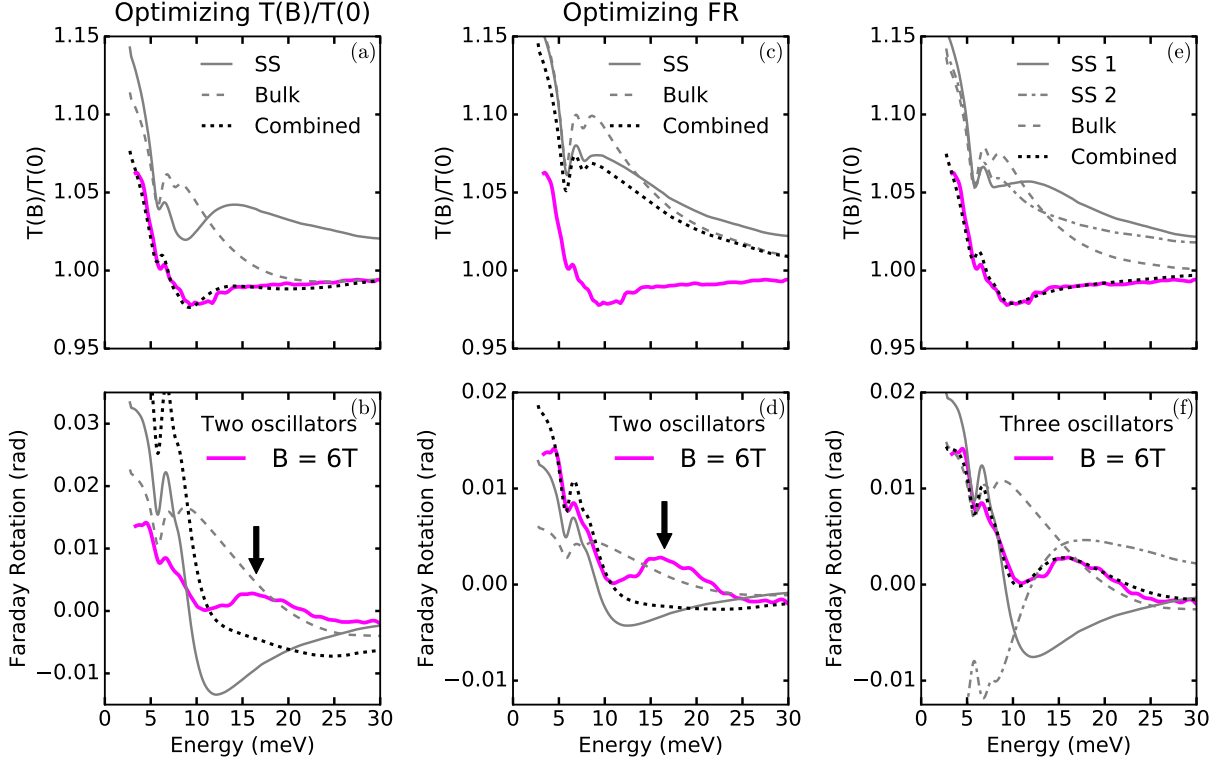 Optimizing T(B)/T(0)
Optimizing FR
(a)
SS
Bulk
Combined
T(B)/T(0)
1.15
1.10
1.05
1.00
0.95
(c)
SS
Bulk
Combined
T(B)/T(0)
1.15
1.10
1.05
1.00
0.95
(e)
SS 1
SS 2
Bulk
Combined
T(B)/T(0)
1.15
1.10
1.05
1.00
0.95
(b)
Two oscillators
B = 6T
Faraday Rotation (rad)
0.03
0.02
0.01
0.00
−0.01
0 5 10 15 20 25 30
Energy (meV)
(d)
Two oscillators
B = 6T
Faraday Rotation (rad)
0.02
0.01
0.00
−0.01
0 5 10 15 20 25 30
Energy (meV)
(f)
Three oscillators
B = 6T
Faraday Rotation (rad)
0.02
0.01
0.00
−0.01
0 5 10 15 20 25 30
Energy (meV)